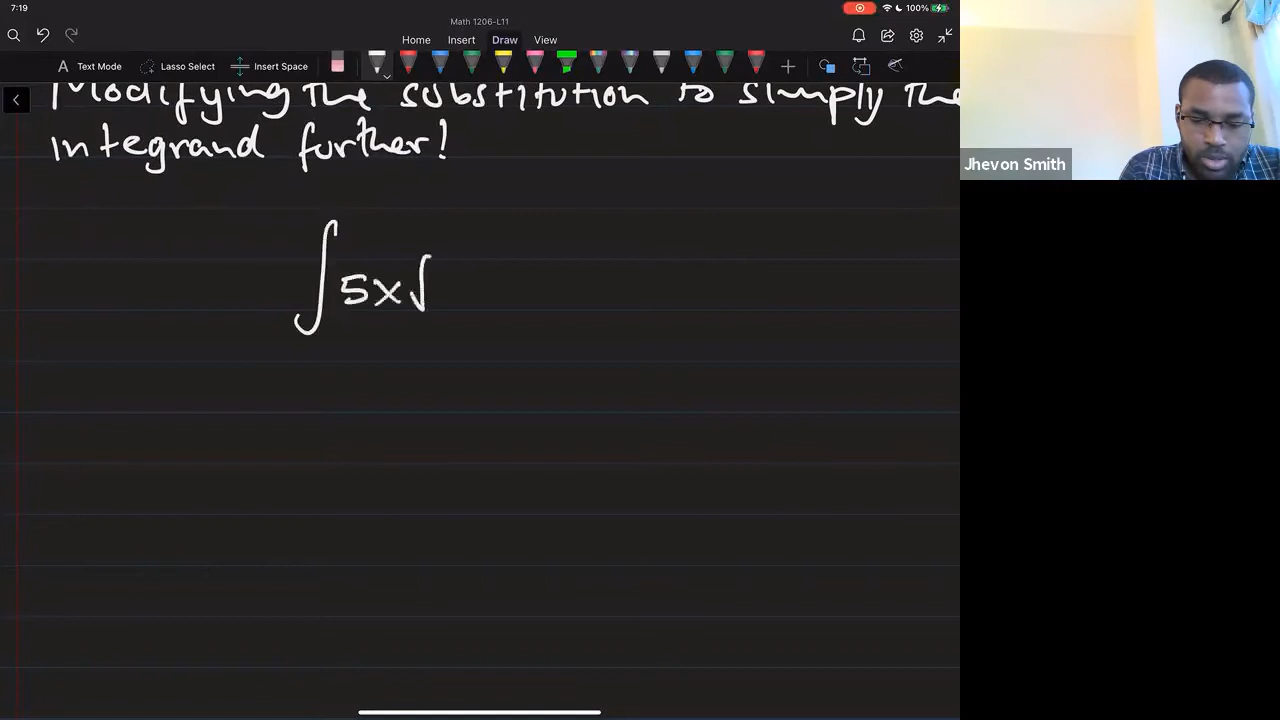 7:19
100%
Math 1206-L11
Home Insert Draw View
Text Mode Lasso Select Insert Space
Modifying the substitution to simply the
integrand further!
∫ 5x√
Jhevon Smith